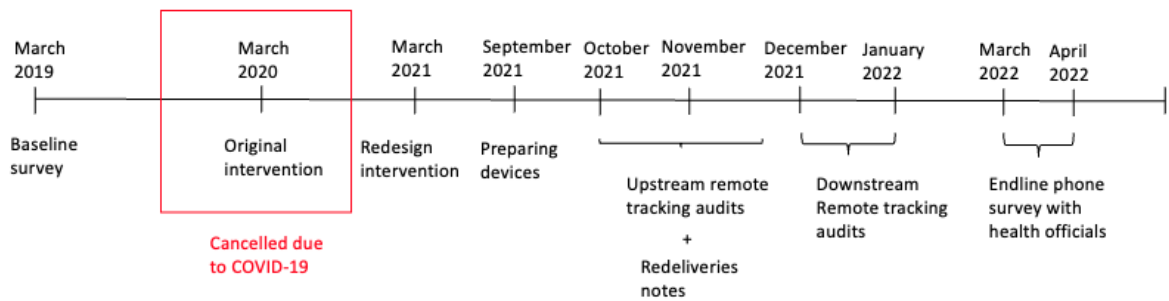 March
2019
March
2020
March
2021
September
2021
October
2021
November
2021
December
2021
January
2022
March
2022
April
2022
Baseline
survey
Original
intervention
Redesign
intervention
Preparing
devices
Upstream remote
tracking audits
+
Redeliveries
notes
Downstream
Remote tracking
audits
Endline phone
survey with
health officials
Cancelled due
to COVID-19